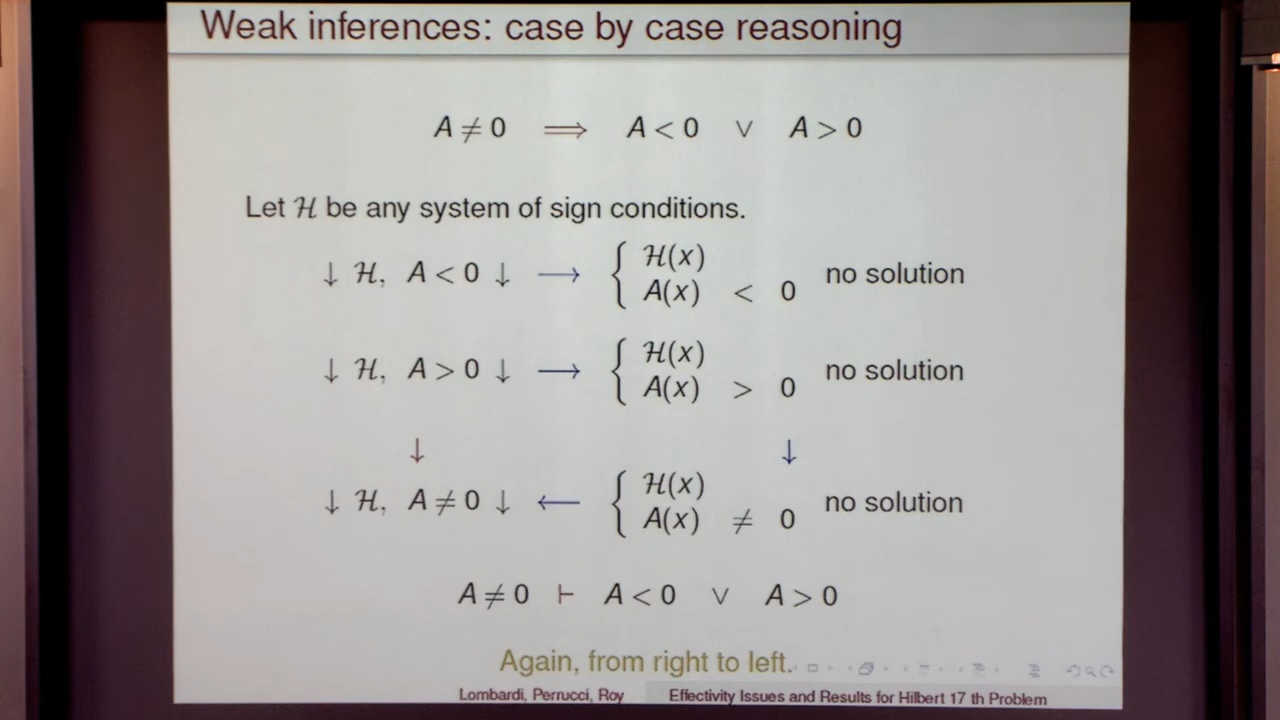 Weak inferences: case by case reasoning
A ≠ 0 ⟹ A < 0 ∨ A > 0
Let ℋ be any system of sign conditions.
↓ ℋ, A < 0 ↓ ⟶ { ℋ(x)
A(x) < 0 no solution
↓ ℋ, A > 0 ↓ ⟶ { ℋ(x)
A(x) > 0 no solution
↓ ↓
↓ ℋ, A ≠ 0 ↓ ⟵ { ℋ(x)
A(x) ≠ 0 no solution
A ≠ 0 ⊢ A < 0 ∨ A > 0
Again, from right to left.
Lombardi, Perrucci, Roy Effectivity Issues and Results for Hilbert 17 th Problem